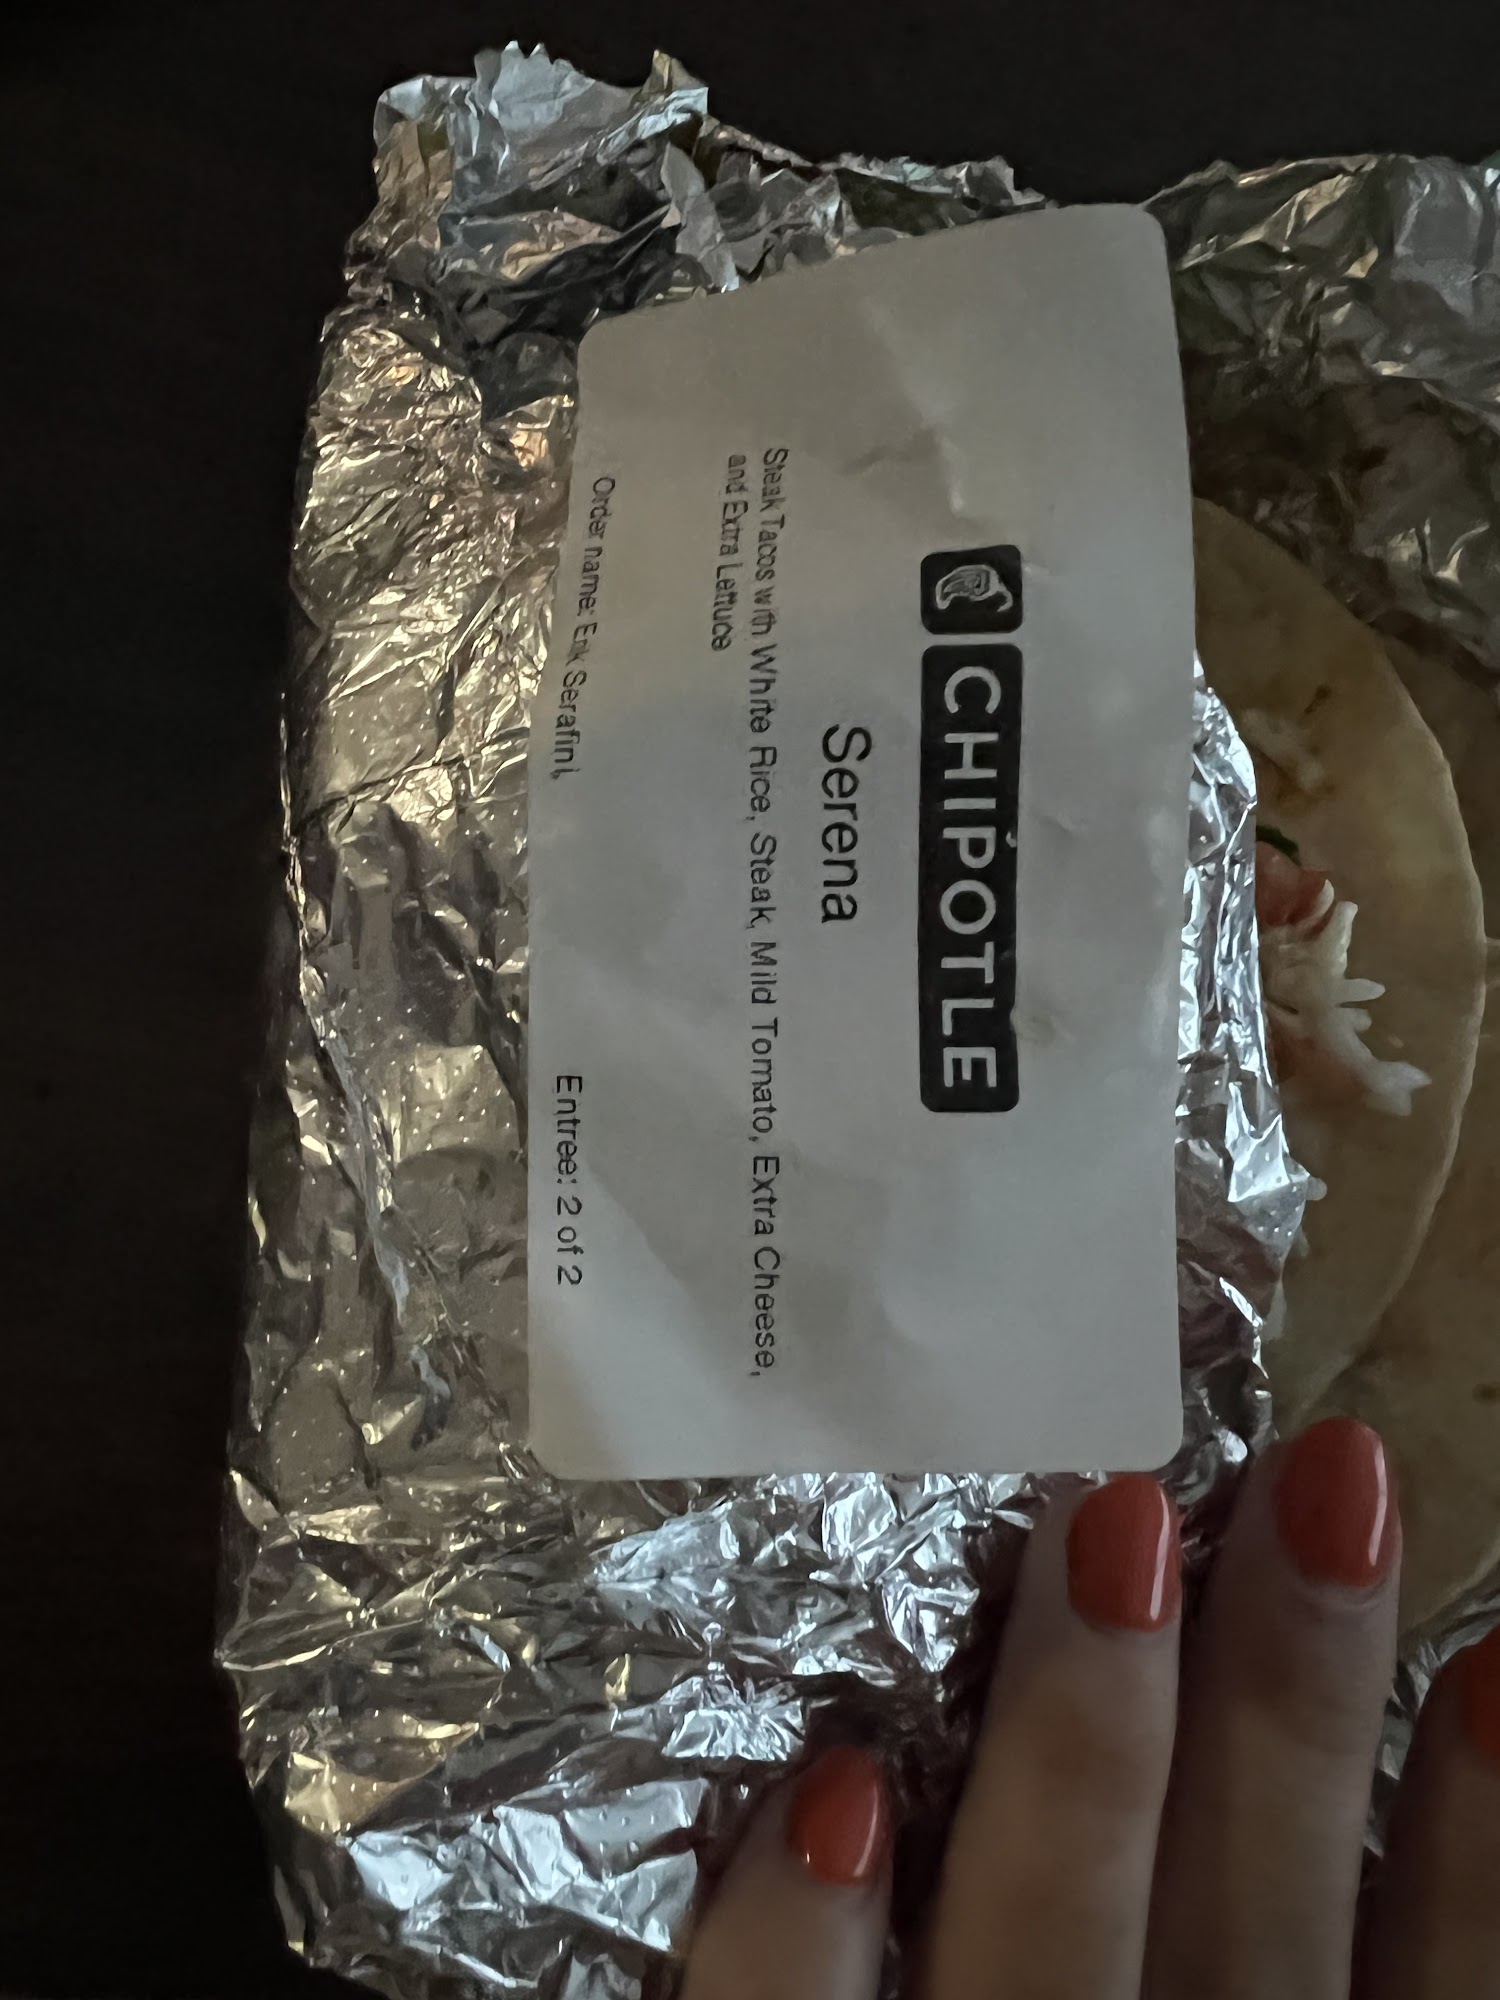 CHIPOTLE
Serena
Steak Tacos with White Rice, Steak, Mild Tomato, Extra Cheese,
and Extra Lettuce
Order name: Erik Serafini,
Entree: 2 of 2